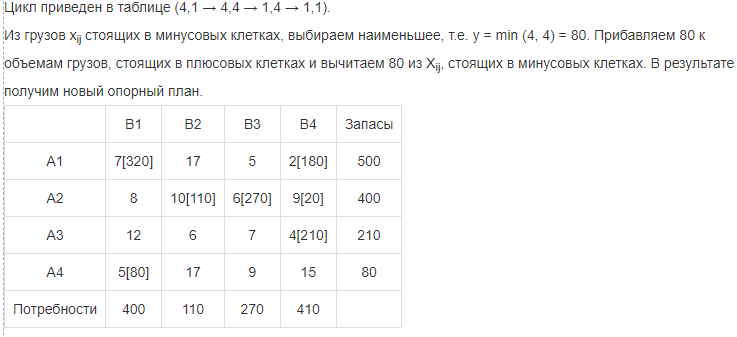 Цикл приведен в таблице (4,1 → 4,4 → 1,4 → 1,1).
Из грузов xij стоящих в минусовых клетках, выбираем наименьшее, т.е. y = min (4, 4) = 80. Прибавляем 80 к
объемам грузов, стоящих в плюсовых клетках и вычитаем 80 из Xij, стоящих в минусовых клетках. В результате
получим новый опорный план.
B1 B2 B3 B4 Запасы
A1 7[320] 17 5 2[180] 500
A2 8 10[110] 6[270] 9[20] 400
A3 12 6 7 4[210] 210
A4 5[80] 17 9 15 80
Потребности 400 110 270 410